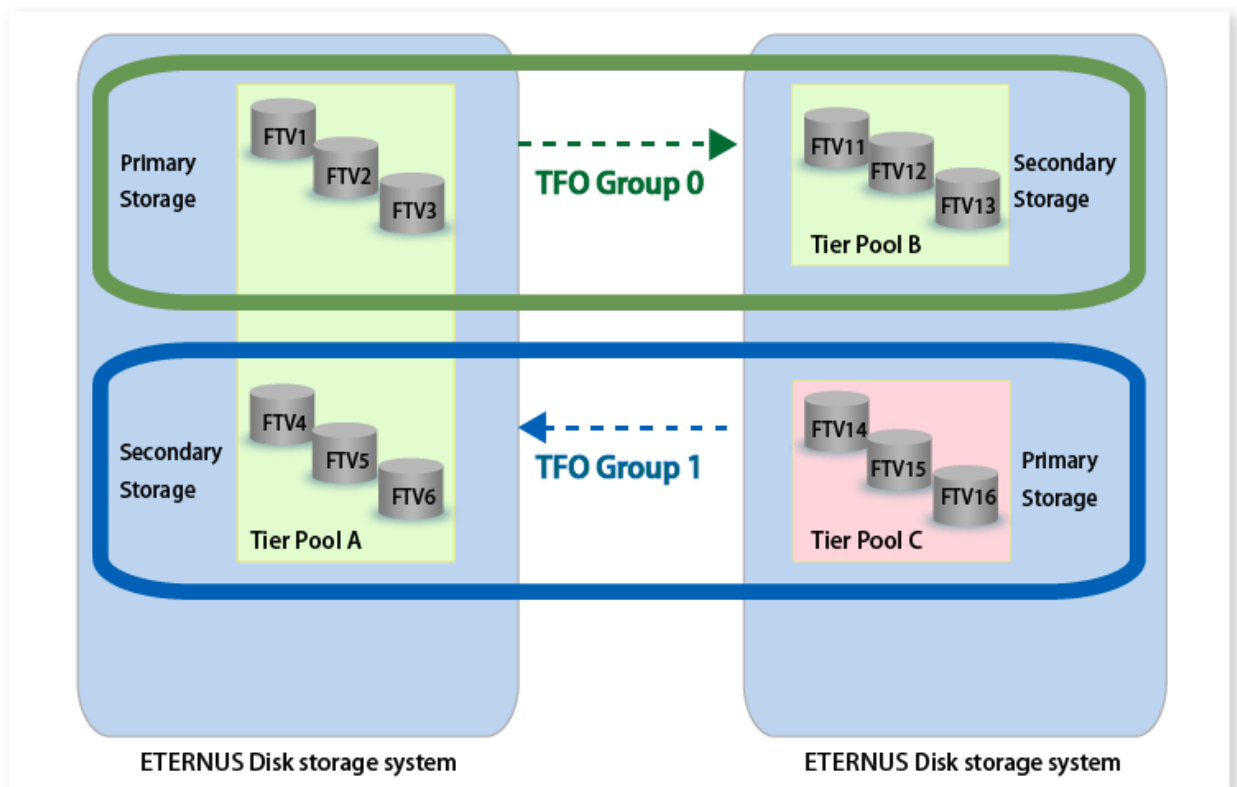 FTV1
FTV2
FTV3
Primary
Storage
TFO Group 0
FTV11
FTV12
FTV13
Secondary
Storage
Tier Pool B
FTV4
FTV5
FTV6
Secondary
Storage
Tier Pool A
TFO Group 1
FTV14
FTV15
FTV16
Primary
Storage
Tier Pool C
ETERNUS Disk storage system
ETERNUS Disk storage system